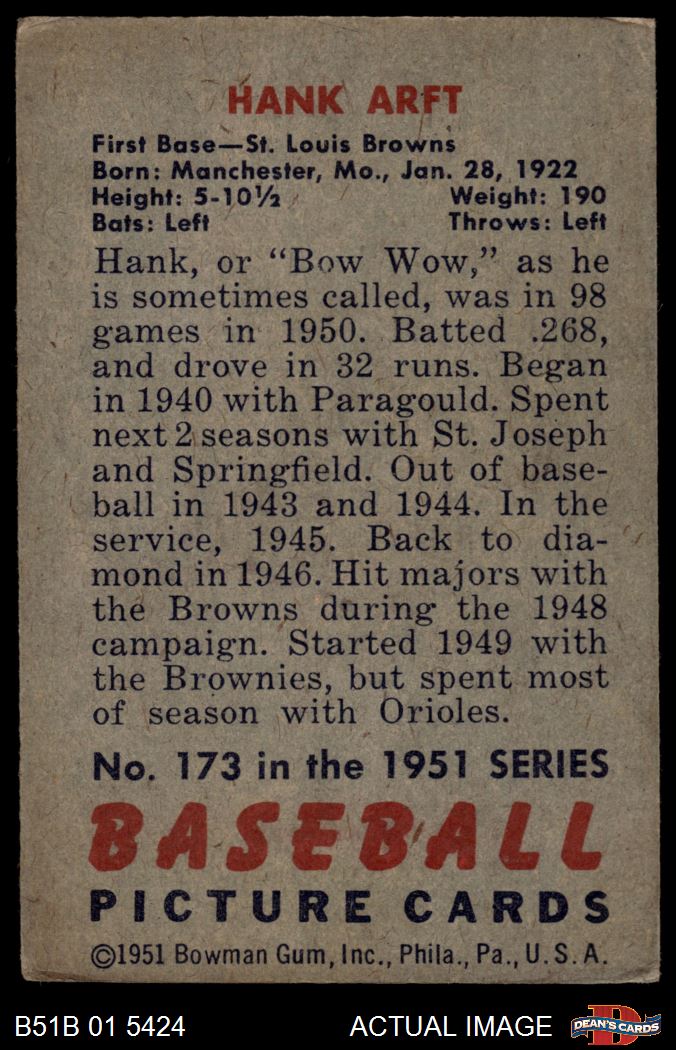 HANK ARFT
First Base—St. Louis Browns
Born: Manchester, Mo., Jan. 28, 1922
Height: 5-10½ Weight: 190
Bats: Left Throws: Left
Hank, or “Bow Wow,” as he
is sometimes called, was in 98
games in 1950. Batted .268,
and drove in 32 runs. Began
in 1940 with Paragould. Spent
next 2 seasons with St. Joseph
and Springfield. Out of base-
ball in 1943 and 1944. In the
service, 1945. Back to dia-
mond in 1946. Hit majors with
the Browns during the 1948
campaign. Started 1949 with
the Brownies, but spent most
of season with Orioles.
No. 173 in the 1951 SERIES
BASEBALL
PICTURE CARDS
©1951 Bowman Gum, Inc., Phila., Pa., U.S.A.
B51B 01 5424 ACTUAL IMAGE D DEAN'S CARDS